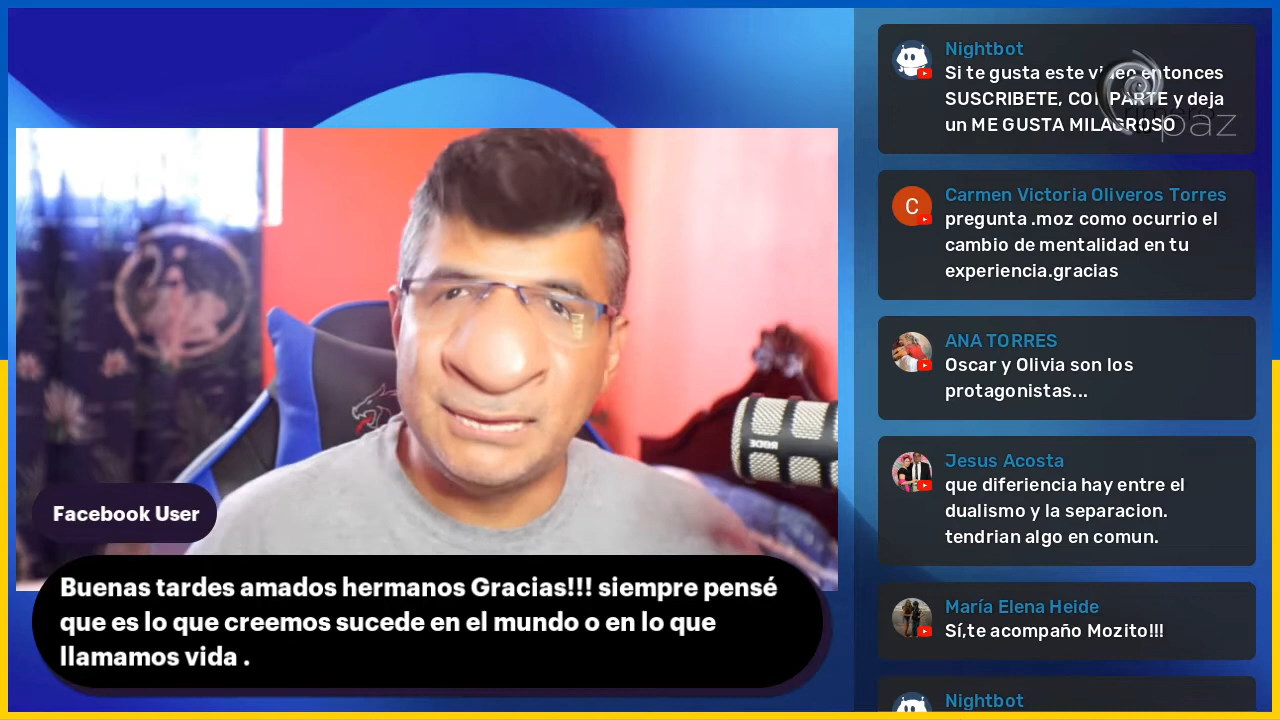 Facebook User
Buenas tardes amados hermanos Gracias!!! siempre pensé
que es lo que creemos sucede en el mundo o en lo que
llamamos vida .
RØDE
Nightbot
Si te gusta este video entonces
SUSCRIBETE, COMPARTE y deja
un ME GUSTA MILAGROSO
paz
Carmen Victoria Oliveros Torres
pregunta .moz como ocurrio el
cambio de mentalidad en tu
experiencia.gracias
ANA TORRES
Oscar y Olivia son los
protagonistas...
Jesus Acosta
que diferiencia hay entre el
dualismo y la separacion.
tendrian algo en comun.
María Elena Heide
Sí,te acompaño Mozito!!!
Nightbot